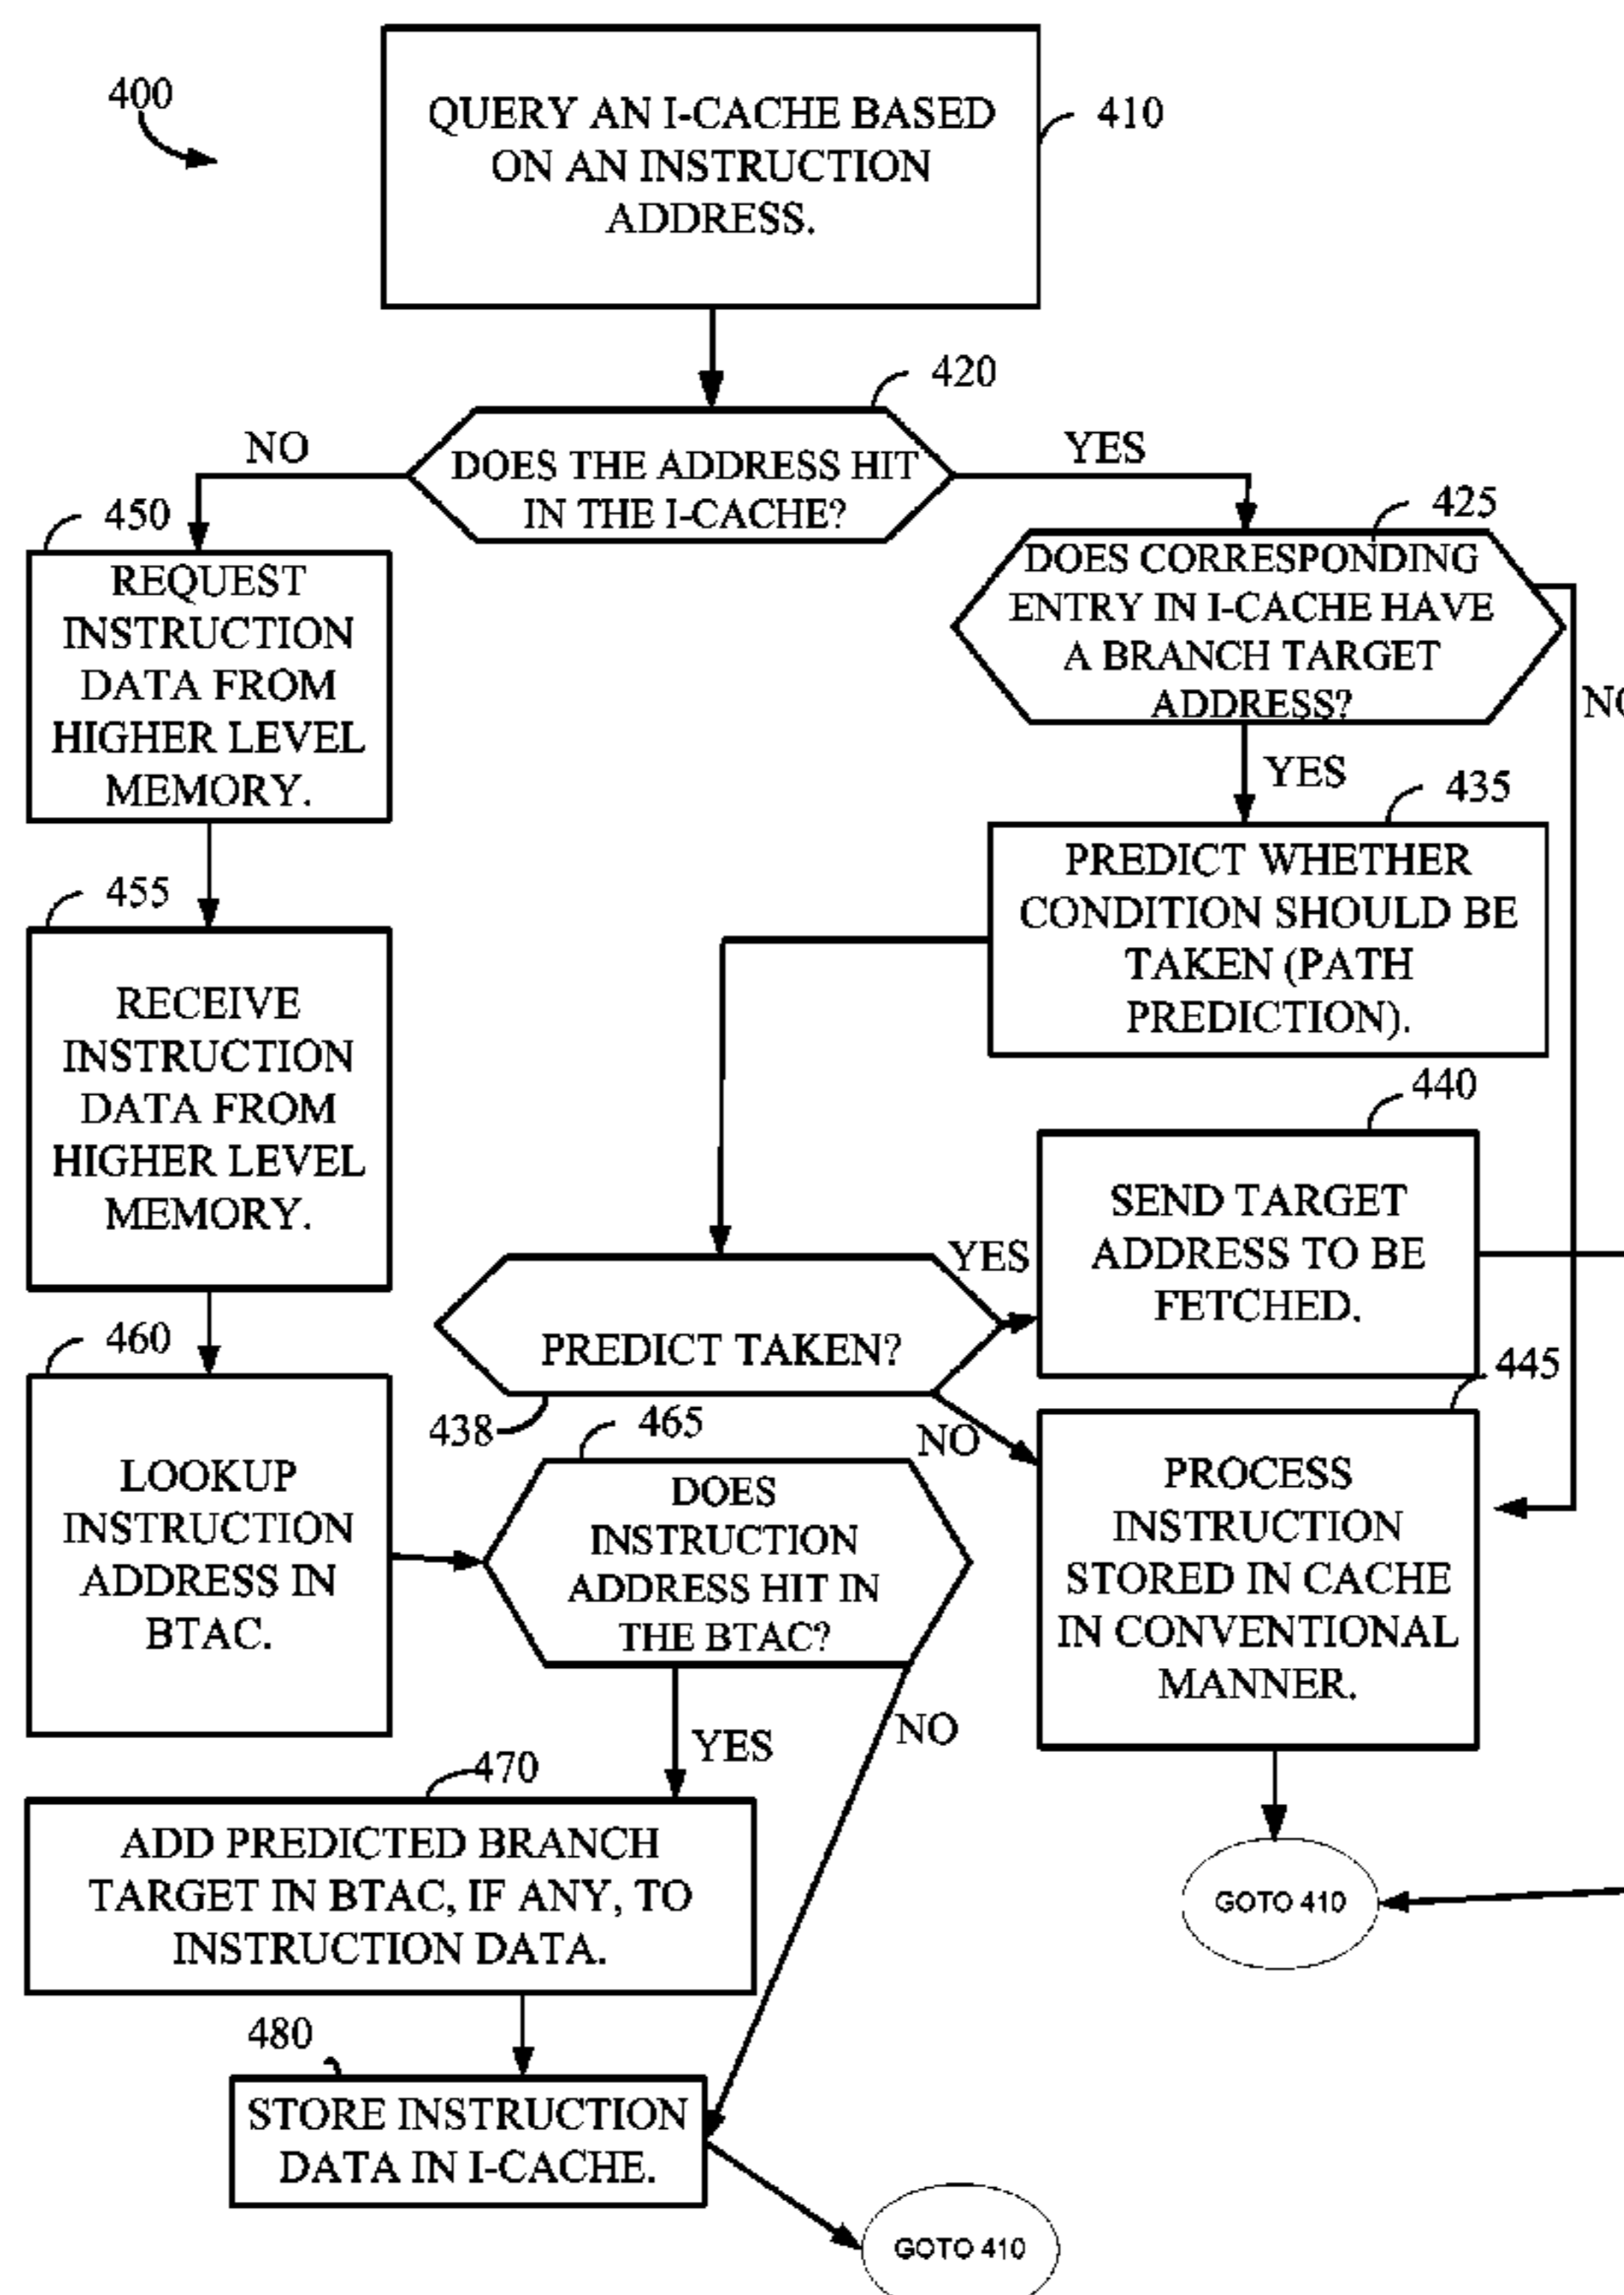 400
QUERY AN I-CACHE BASED
ON AN INSTRUCTION
ADDRESS.
410
420
NO
DOES THE ADDRESS HIT
IN THE I-CACHE?
YES
450
REQUEST
INSTRUCTION
DATA FROM
HIGHER LEVEL
MEMORY.
425
DOES CORRESPONDING
ENTRY IN I-CACHE HAVE
A BRANCH TARGET
ADDRESS?
YES
435
PREDICT WHETHER
CONDITION SHOULD BE
TAKEN (PATH
PREDICTION).
455
RECEIVE
INSTRUCTION
DATA FROM
HIGHER LEVEL
MEMORY.
440
SEND TARGET
ADDRESS TO BE
FETCHED.
YES
PREDICT TAKEN?
438
NO
460
LOOKUP
INSTRUCTION
ADDRESS IN
BTAC.
465
DOES
INSTRUCTION
ADDRESS HIT IN
THE BTAC?
445
PROCESS
INSTRUCTION
STORED IN CACHE
IN CONVENTIONAL
MANNER.
YES
NO
470
ADD PREDICTED BRANCH
TARGET IN BTAC, IF ANY, TO
INSTRUCTION DATA.
GOTO 410
480
STORE INSTRUCTION
DATA IN I-CACHE.
GOTO 410